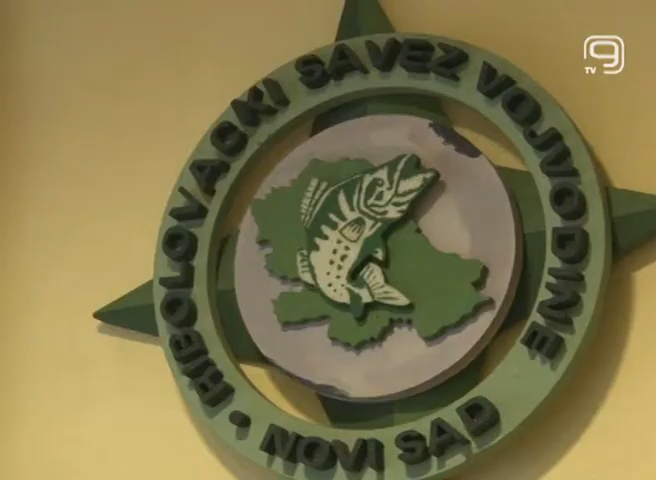 RIBOLOVAČKI SAVEZ VOJVODINE
• NOVI SAD
9
TV